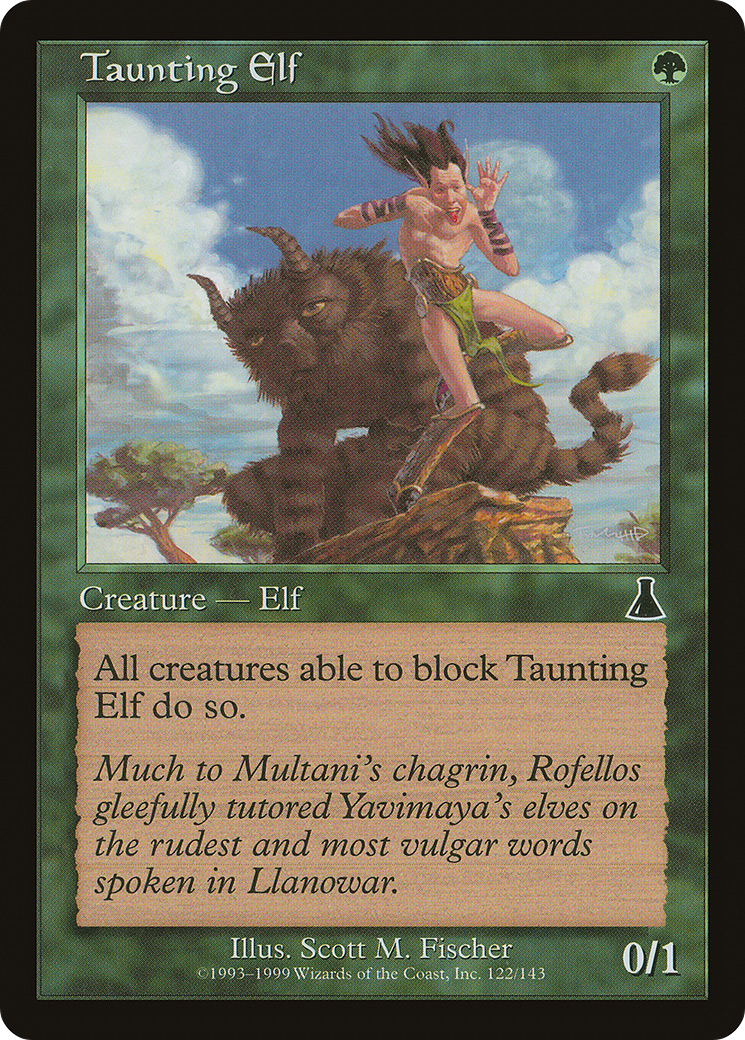 Taunting Elf
Creature — Elf
All creatures able to block Taunting
Elf do so.
Much to Multani's chagrin, Rofellos
gleefully tutored Yavimaya's elves on
the rudest and most vulgar words
spoken in Llanowar.
Illus. Scott M. Fischer
©1993–1999 Wizards of the Coast, Inc. 122/143
0/1